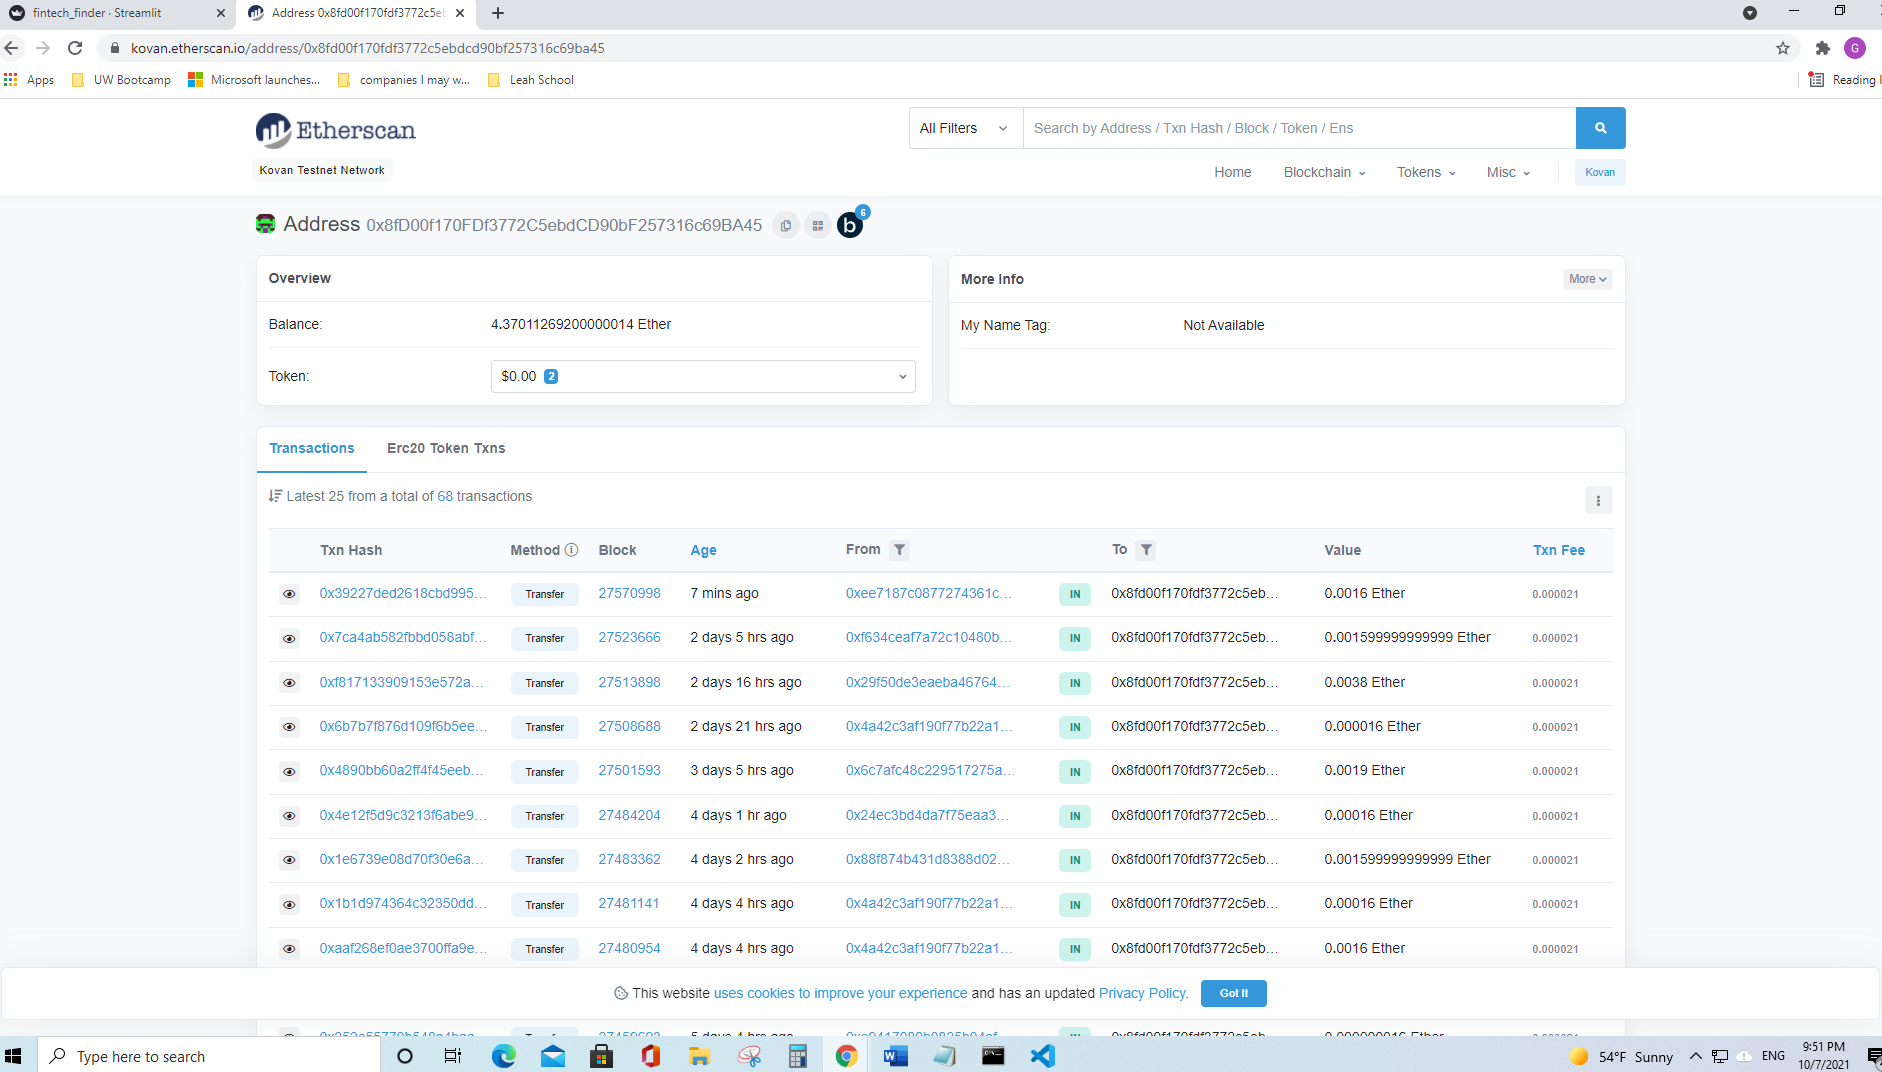 fintech_finder · Streamlit
Address 0x8fd00f170fdf3772c5eb
kovan.etherscan.io/address/0x8fd00f170fdf3772c5ebdcd90bf257316c69ba45
G
Apps UW Bootcamp Microsoft launches... companies I may w... Leah School Reading
Etherscan
All Filters Search by Address / Txn Hash / Block / Token / Ens
Kovan Testnet Network
Home Blockchain Tokens Misc Kovan
Address 0x8fD00f170FDf3772C5ebdCD90bF257316c69BA45 b 6
Overview
Balance: 4.37011269200000014 Ether
Token: $0.00 2
More Info More
My Name Tag: Not Available
Transactions Erc20 Token Txns
Latest 25 from a total of 68 transactions
Txn Hash Method Block Age From To Value Txn Fee
0x39227ded2618cbd995... Transfer 27570998 7 mins ago 0xee7187c0877274361c... IN 0x8fd00f170fdf3772c5eb... 0.0016 Ether 0.000021
0x7ca4ab582fbbd058abf... Transfer 27523666 2 days 5 hrs ago 0xf634ceaf7a72c10480b... IN 0x8fd00f170fdf3772c5eb... 0.001599999999999 Ether 0.000021
0xf817133909153e572a... Transfer 27513898 2 days 16 hrs ago 0x29f50de3eaeba46764... IN 0x8fd00f170fdf3772c5eb... 0.0038 Ether 0.000021
0x6b7b7f876d109f6b5ee... Transfer 27508688 2 days 21 hrs ago 0x4a42c3af190f77b22a1... IN 0x8fd00f170fdf3772c5eb... 0.000016 Ether 0.000021
0x4890bb60a2ff4f45eeb... Transfer 27501593 3 days 5 hrs ago 0x6c7afc48c229517275a... IN 0x8fd00f170fdf3772c5eb... 0.0019 Ether 0.000021
0x4e12f5d9c3213f6abe9... Transfer 27484204 4 days 1 hr ago 0x24ec3bd4da7f75eaa3... IN 0x8fd00f170fdf3772c5eb... 0.00016 Ether 0.000021
0x1e6739e08d70f30e6a... Transfer 27483362 4 days 2 hrs ago 0x88f874b431d8388d02... IN 0x8fd00f170fdf3772c5eb... 0.001599999999999 Ether 0.000021
0x1b1d974364c32350dd... Transfer 27481141 4 days 4 hrs ago 0x4a42c3af190f77b22a1... IN 0x8fd00f170fdf3772c5eb... 0.00016 Ether 0.000021
0xaaf268ef0ae3700ffa9e... Transfer 27480954 4 days 4 hrs ago 0x4a42c3af190f77b22a1... IN 0x8fd00f170fdf3772c5eb... 0.0016 Ether 0.000021
This website uses cookies to improve your experience and has an updated Privacy Policy. Got It
Type here to search
54°F Sunny ENG 9:51 PM
10/7/2021